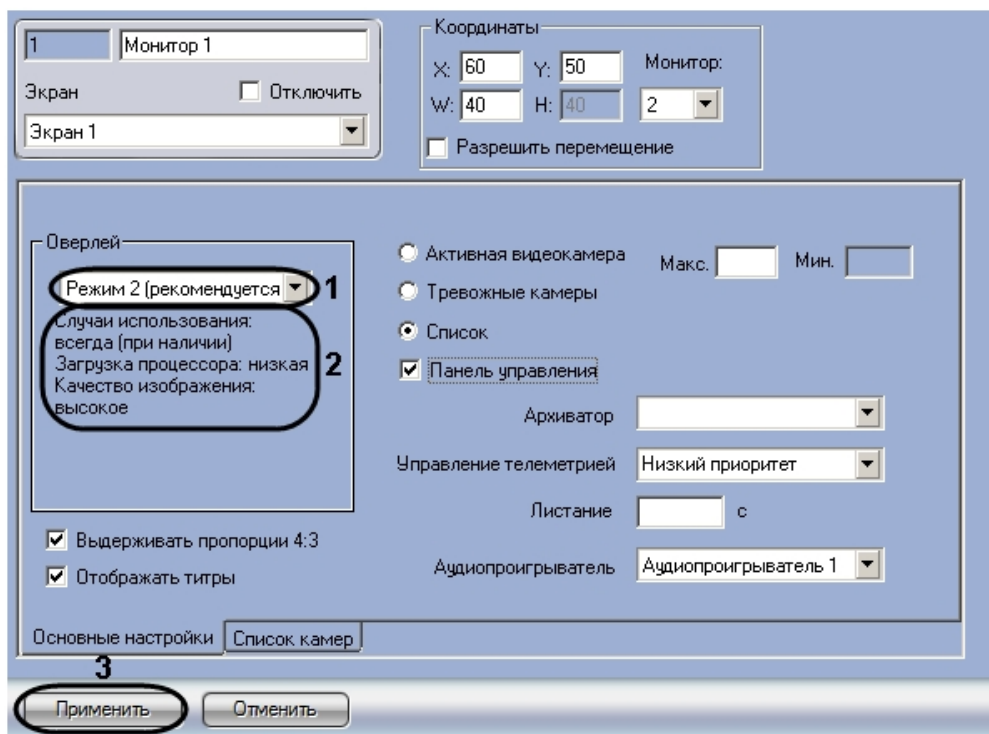 1
Монитор 1
Экран
Отключить
Экран 1
Координаты
X: 60 Y: 50 Монитор:
W: 40 H: 40 2
Разрешить перемещение
Оверлей
Режим 2 (рекомендуется 1
Случаи использования:
всегда (при наличии)
Загрузка процессора: низкая 2
Качество изображения:
высокое
Выдерживать пропорции 4:3
Отображать титры
Активная видеокамера Макс. Мин.
Тревожные камеры
Список
Панель управления
Архиватор
Управление телеметрией Низкий приоритет
Листание с
Аудиопроигрыватель Аудиопроигрыватель 1
Основные настройки Список камер
3
Применить Отменить